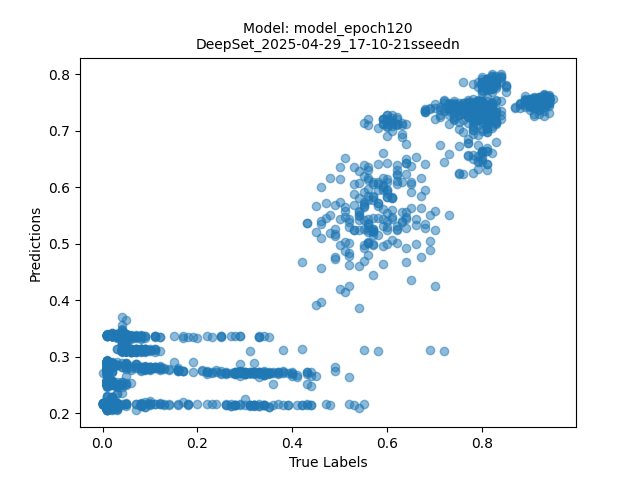 Model: model_epoch120
DeepSet_2025-04-29_17-10-21sseedn
0.8
0.7
0.6
0.5
0.4
0.3
0.2
Predictions
0.0 0.2 0.4 0.6 0.8
True Labels